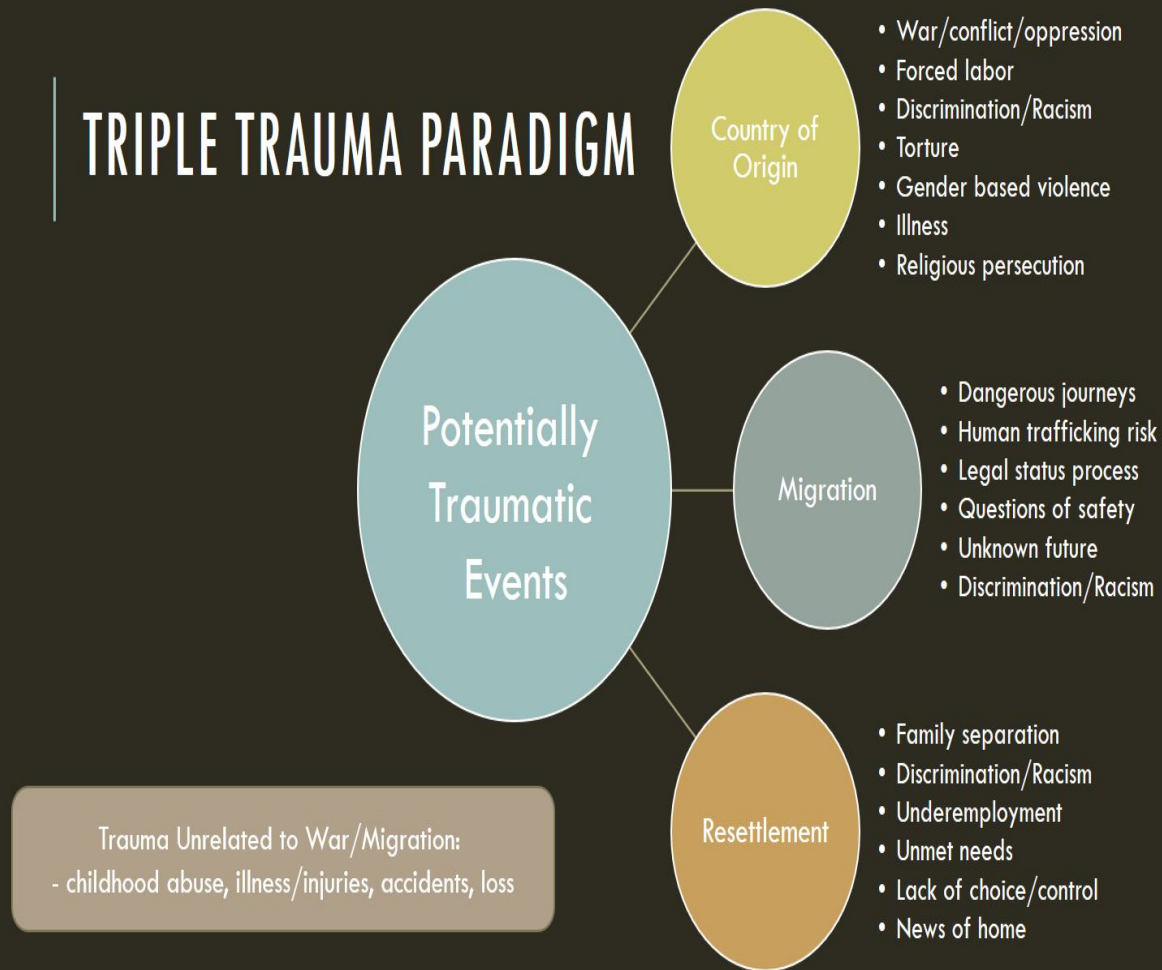 TRIPLE TRAUMA PARADIGM
Potentially
Traumatic
Events
Country of
Origin
• War/conflict/oppression
• Forced labor
• Discrimination/Racism
• Torture
• Gender based violence
• Illness
• Religious persecution
Migration
• Dangerous journeys
• Human trafficking risk
• Legal status process
• Questions of safety
• Unknown future
• Discrimination/Racism
Resettlement
• Family separation
• Discrimination/Racism
• Underemployment
• Unmet needs
• Lack of choice/control
• News of home
Trauma Unrelated to War/Migration:
- childhood abuse, illness/injuries, accidents, loss